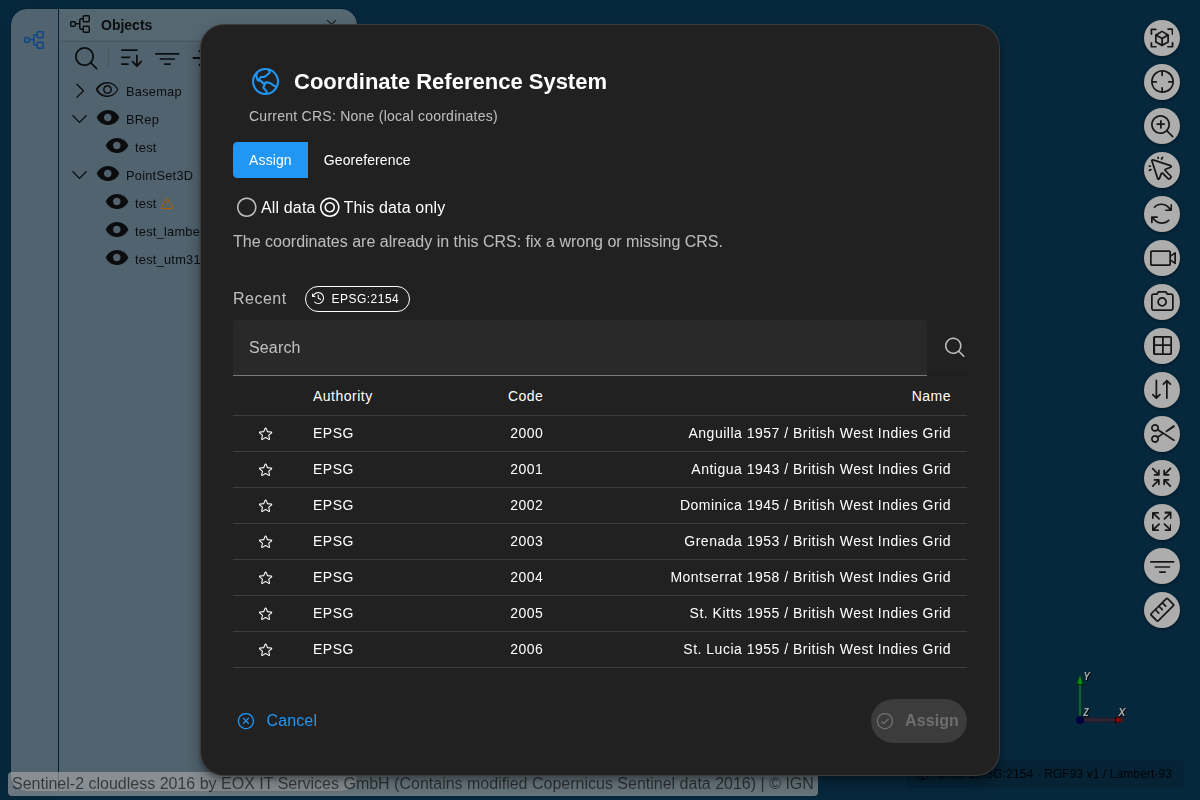 Objects
Basemap
BRep
test
PointSet3D
test
test_lambe
test_utm31
Coordinate Reference System
Current CRS: None (local coordinates)
Assign Georeference
All data This data only
The coordinates are already in this CRS: fix a wrong or missing CRS.
Recent EPSG:2154
Search
Authority Code Name
EPSG 2000 Anguilla 1957 / British West Indies Grid
EPSG 2001 Antigua 1943 / British West Indies Grid
EPSG 2002 Dominica 1945 / British West Indies Grid
EPSG 2003 Grenada 1953 / British West Indies Grid
EPSG 2004 Montserrat 1958 / British West Indies Grid
EPSG 2005 St. Kitts 1955 / British West Indies Grid
EPSG 2006 St. Lucia 1955 / British West Indies Grid
Cancel Assign
Y
Z X
Sentinel-2 cloudless 2016 by EOX IT Services GmbH (Contains modified Copernicus Sentinel data 2016) | © IGN
SG:2154 · RGF93 v1 / Lambert-93